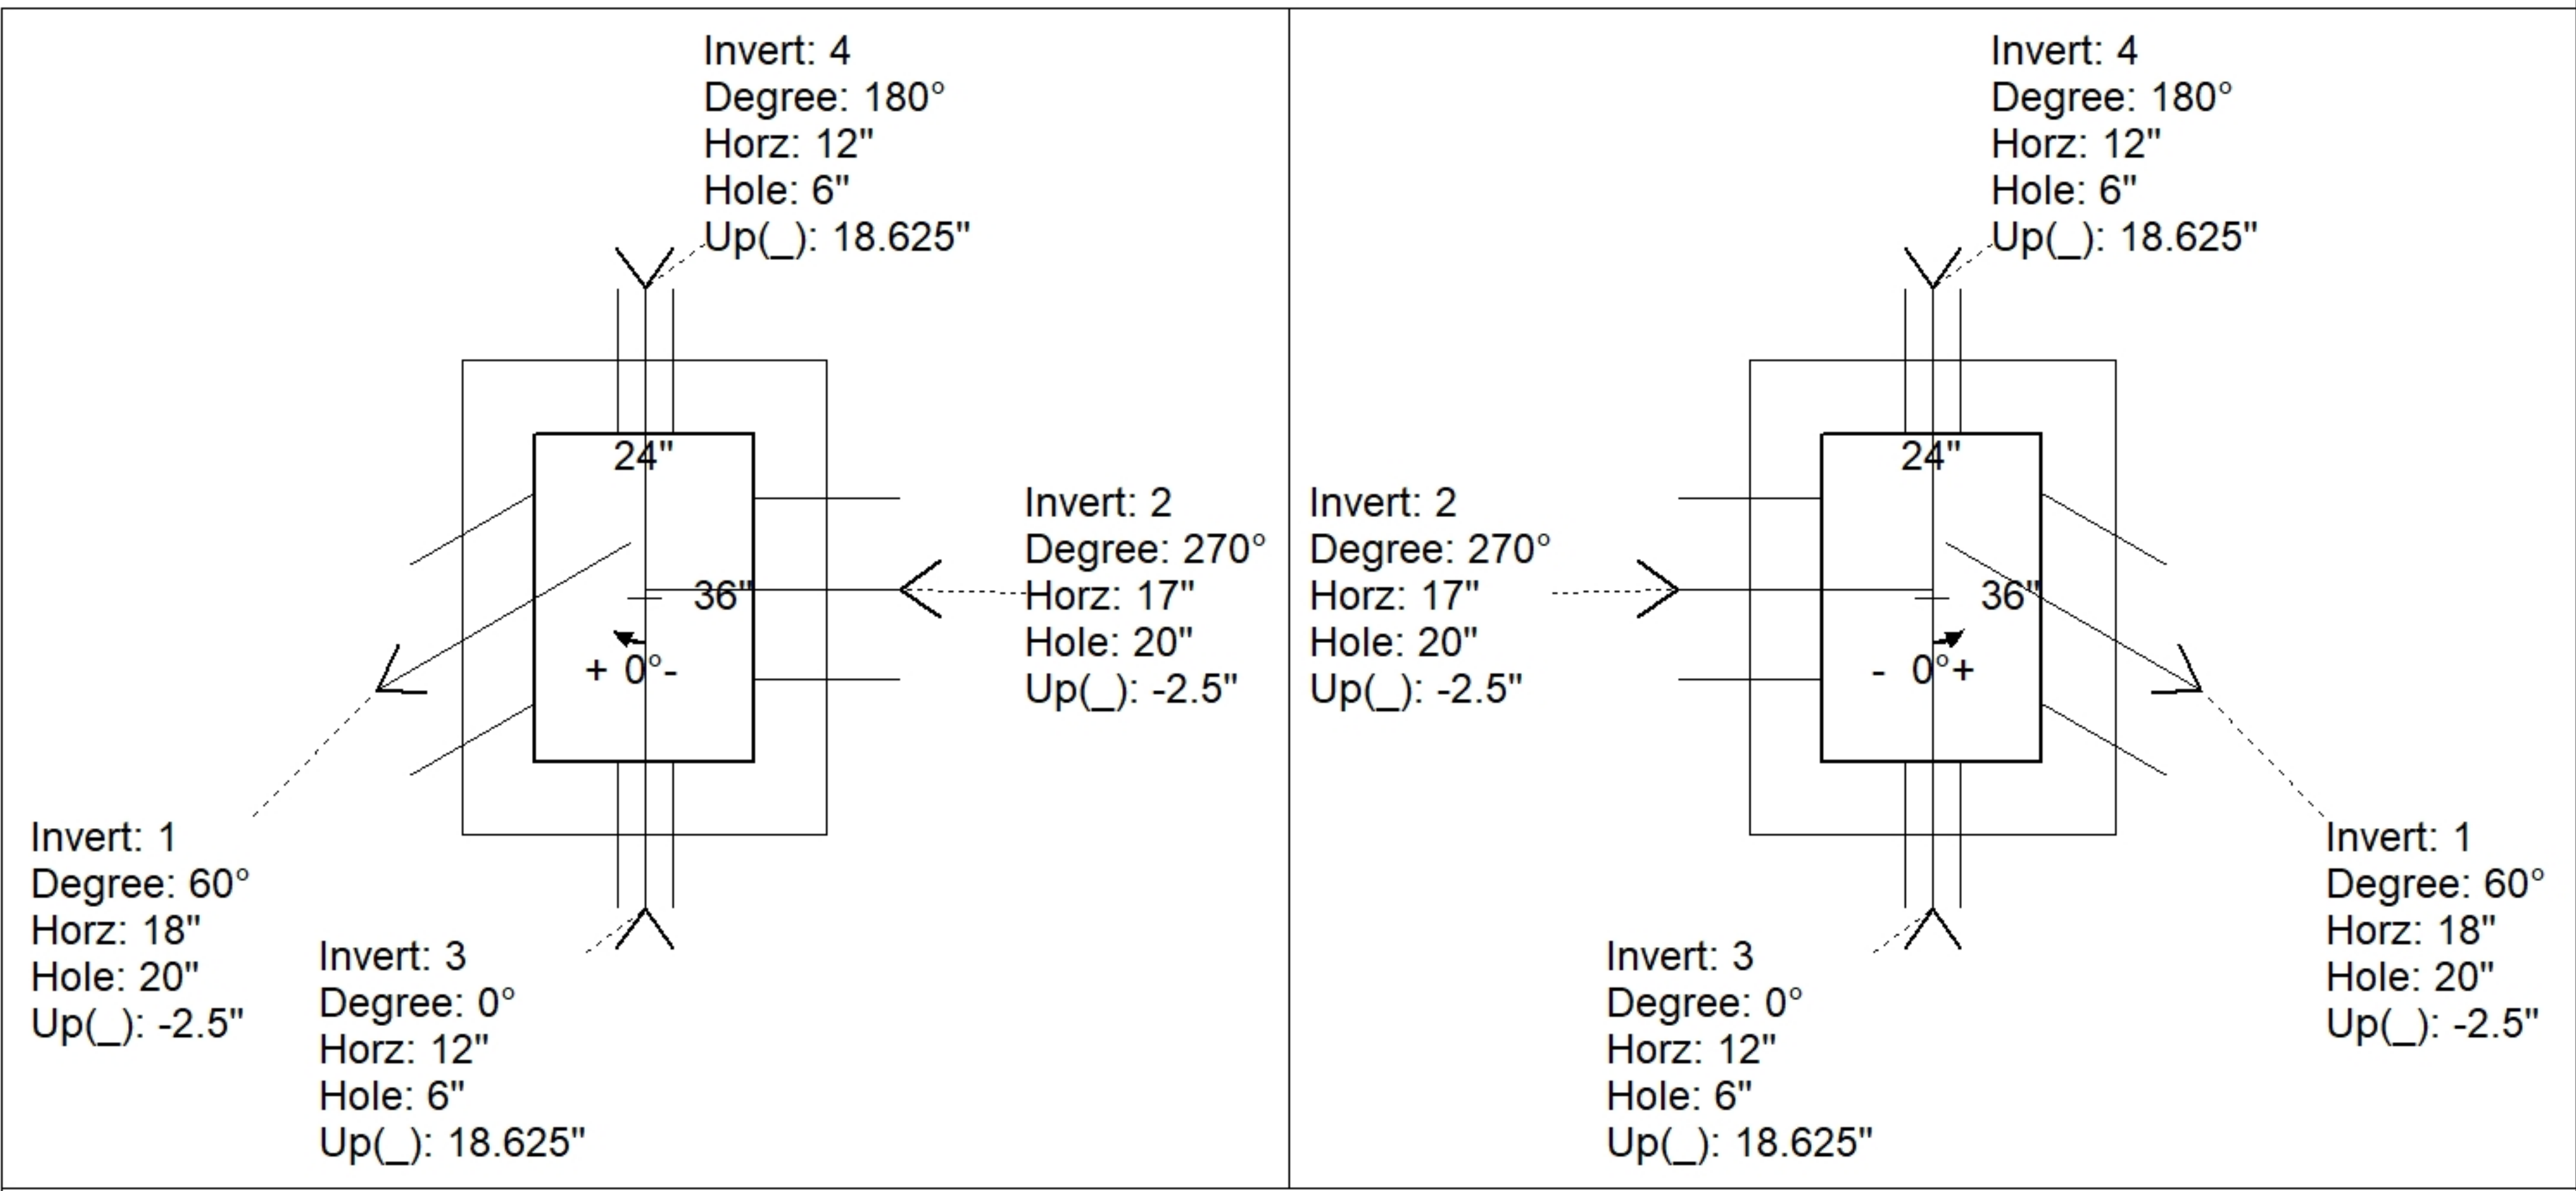 Invert: 4
Degree: 180°
Horz: 12"
Hole: 6"
Up(_): 18.625"
24"
36"
+ 0° -
Invert: 2
Degree: 270°
Horz: 17"
Hole: 20"
Up(_): -2.5"
Invert: 1
Degree: 60°
Horz: 18"
Hole: 20"
Up(_): -2.5"
Invert: 3
Degree: 0°
Horz: 12"
Hole: 6"
Up(_): 18.625"
Invert: 4
Degree: 180°
Horz: 12"
Hole: 6"
Up(_): 18.625"
Invert: 2
Degree: 270°
Horz: 17"
Hole: 20"
Up(_): -2.5"
24"
36"
- 0° +
Invert: 3
Degree: 0°
Horz: 12"
Hole: 6"
Up(_): 18.625"
Invert: 1
Degree: 60°
Horz: 18"
Hole: 20"
Up(_): -2.5"